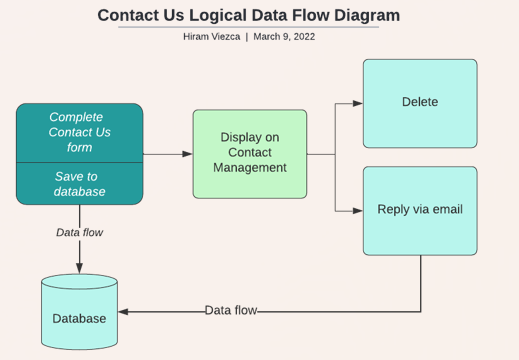 Contact Us Logical Data Flow Diagram
Hiram Viezca | March 9, 2022
Complete
Contact Us
form
Save to
database
Display on
Contact
Management
Delete
Reply via email
Data flow
Data flow
Database